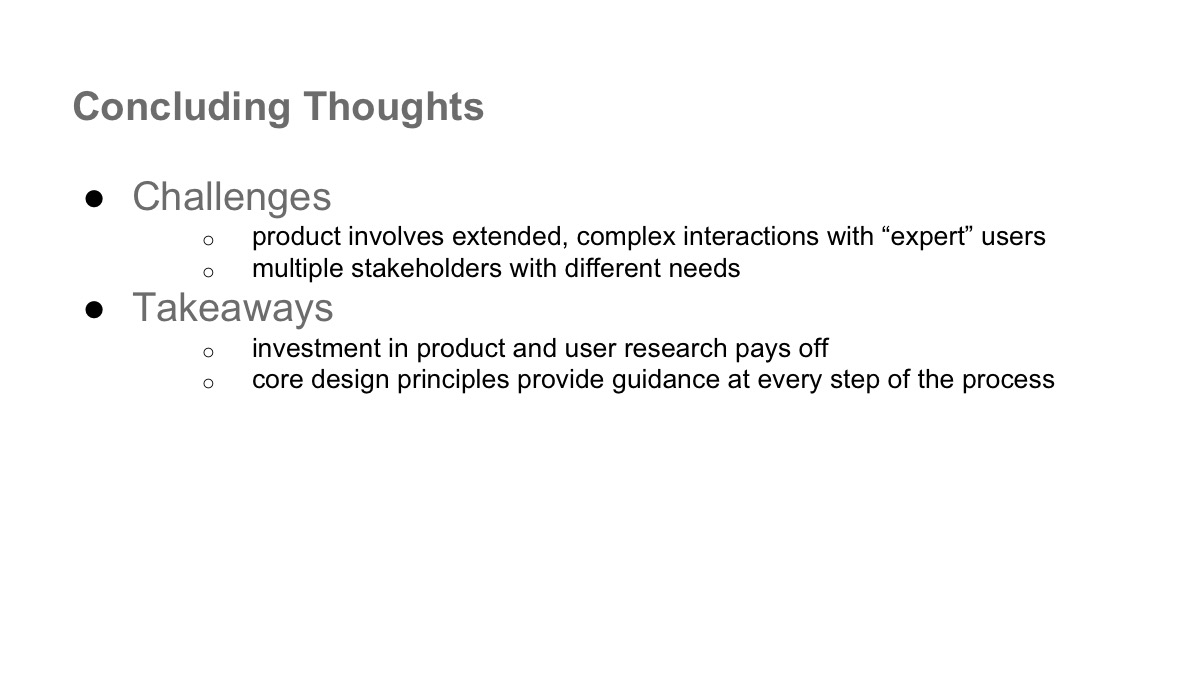 Concluding Thoughts
● Challenges
○ product involves extended, complex interactions with “expert” users
○ multiple stakeholders with different needs
● Takeaways
○ investment in product and user research pays off
○ core design principles provide guidance at every step of the process